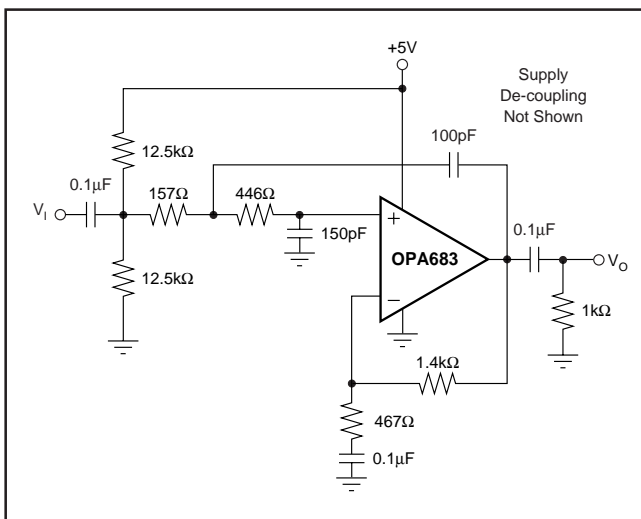 +5V
Supply
De-coupling
Not Shown
12.5kΩ
100pF
0.1µF
157Ω
446Ω
V_I
+
150pF
OPA683
0.1µF
V_O
12.5kΩ
−
1kΩ
1.4kΩ
467Ω
0.1µF